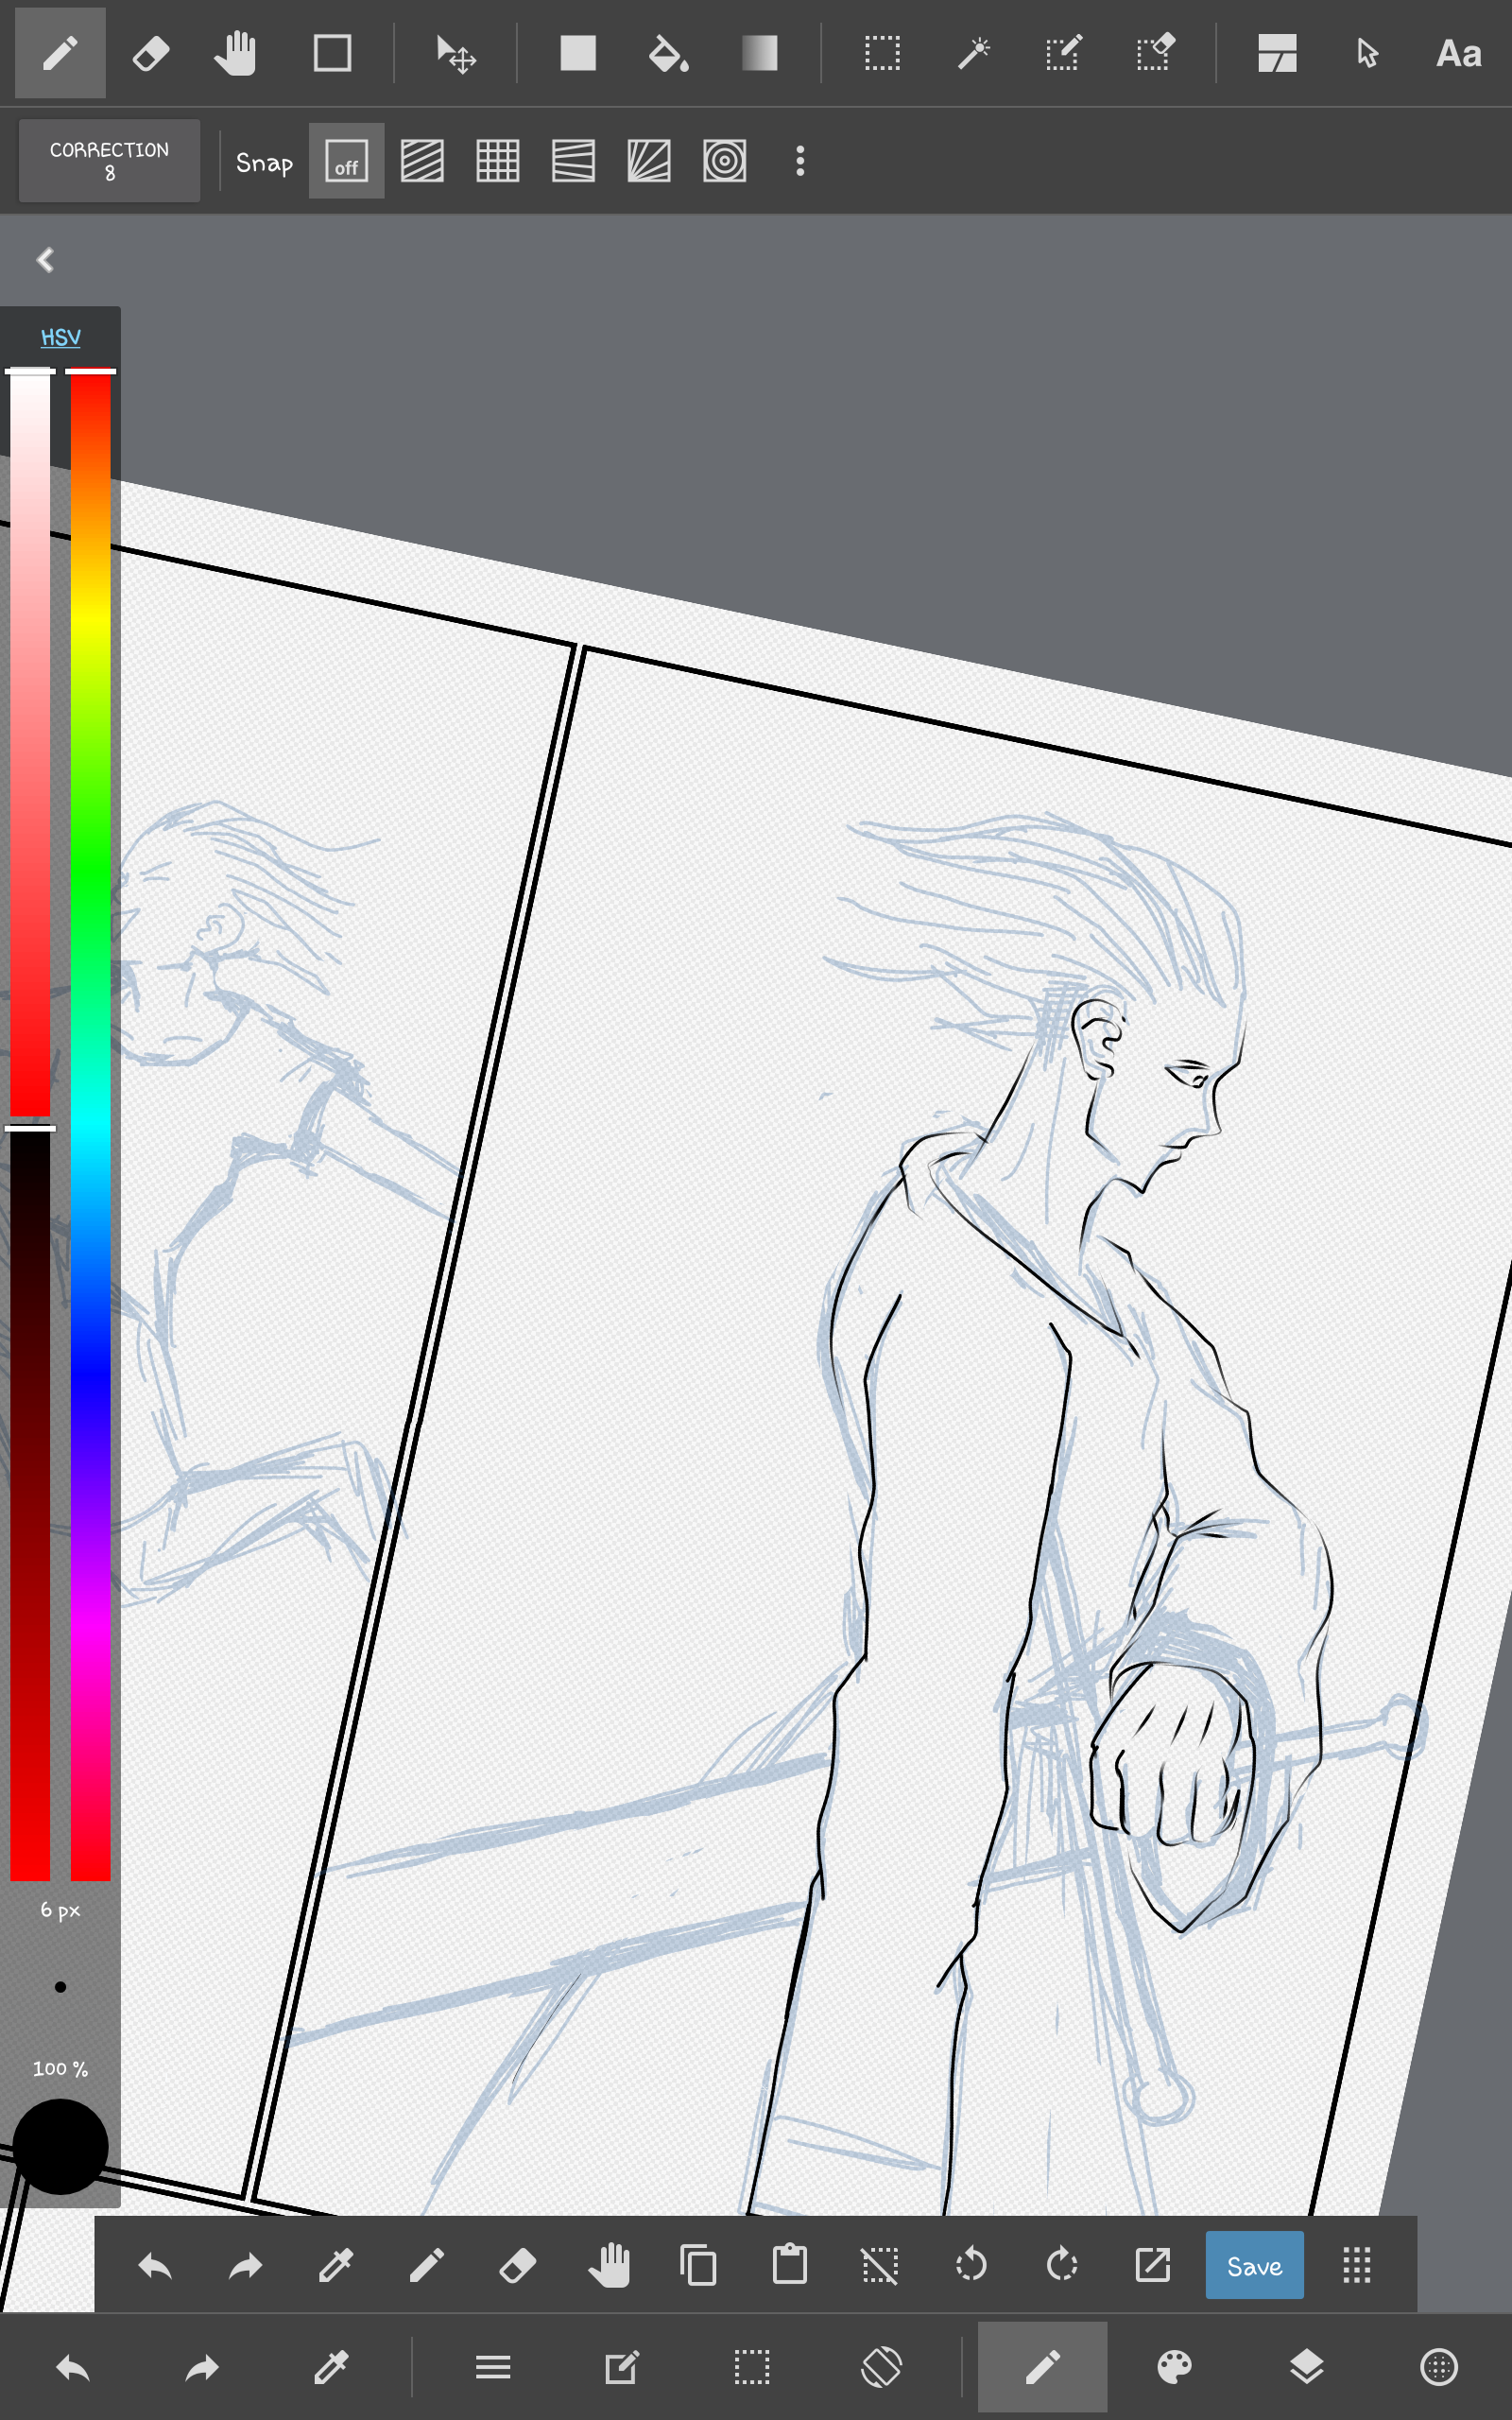 Aa
CORRECTION
8
Snap
off
HSV
6 px
100 %
Save